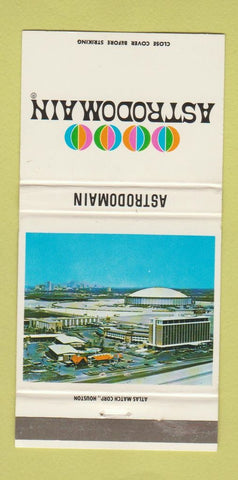 CLOSE COVER BEFORE STRIKING
ASTRODOMAIN®
ASTRODOMAIN
ATLAS MATCH CORP., HOUSTON